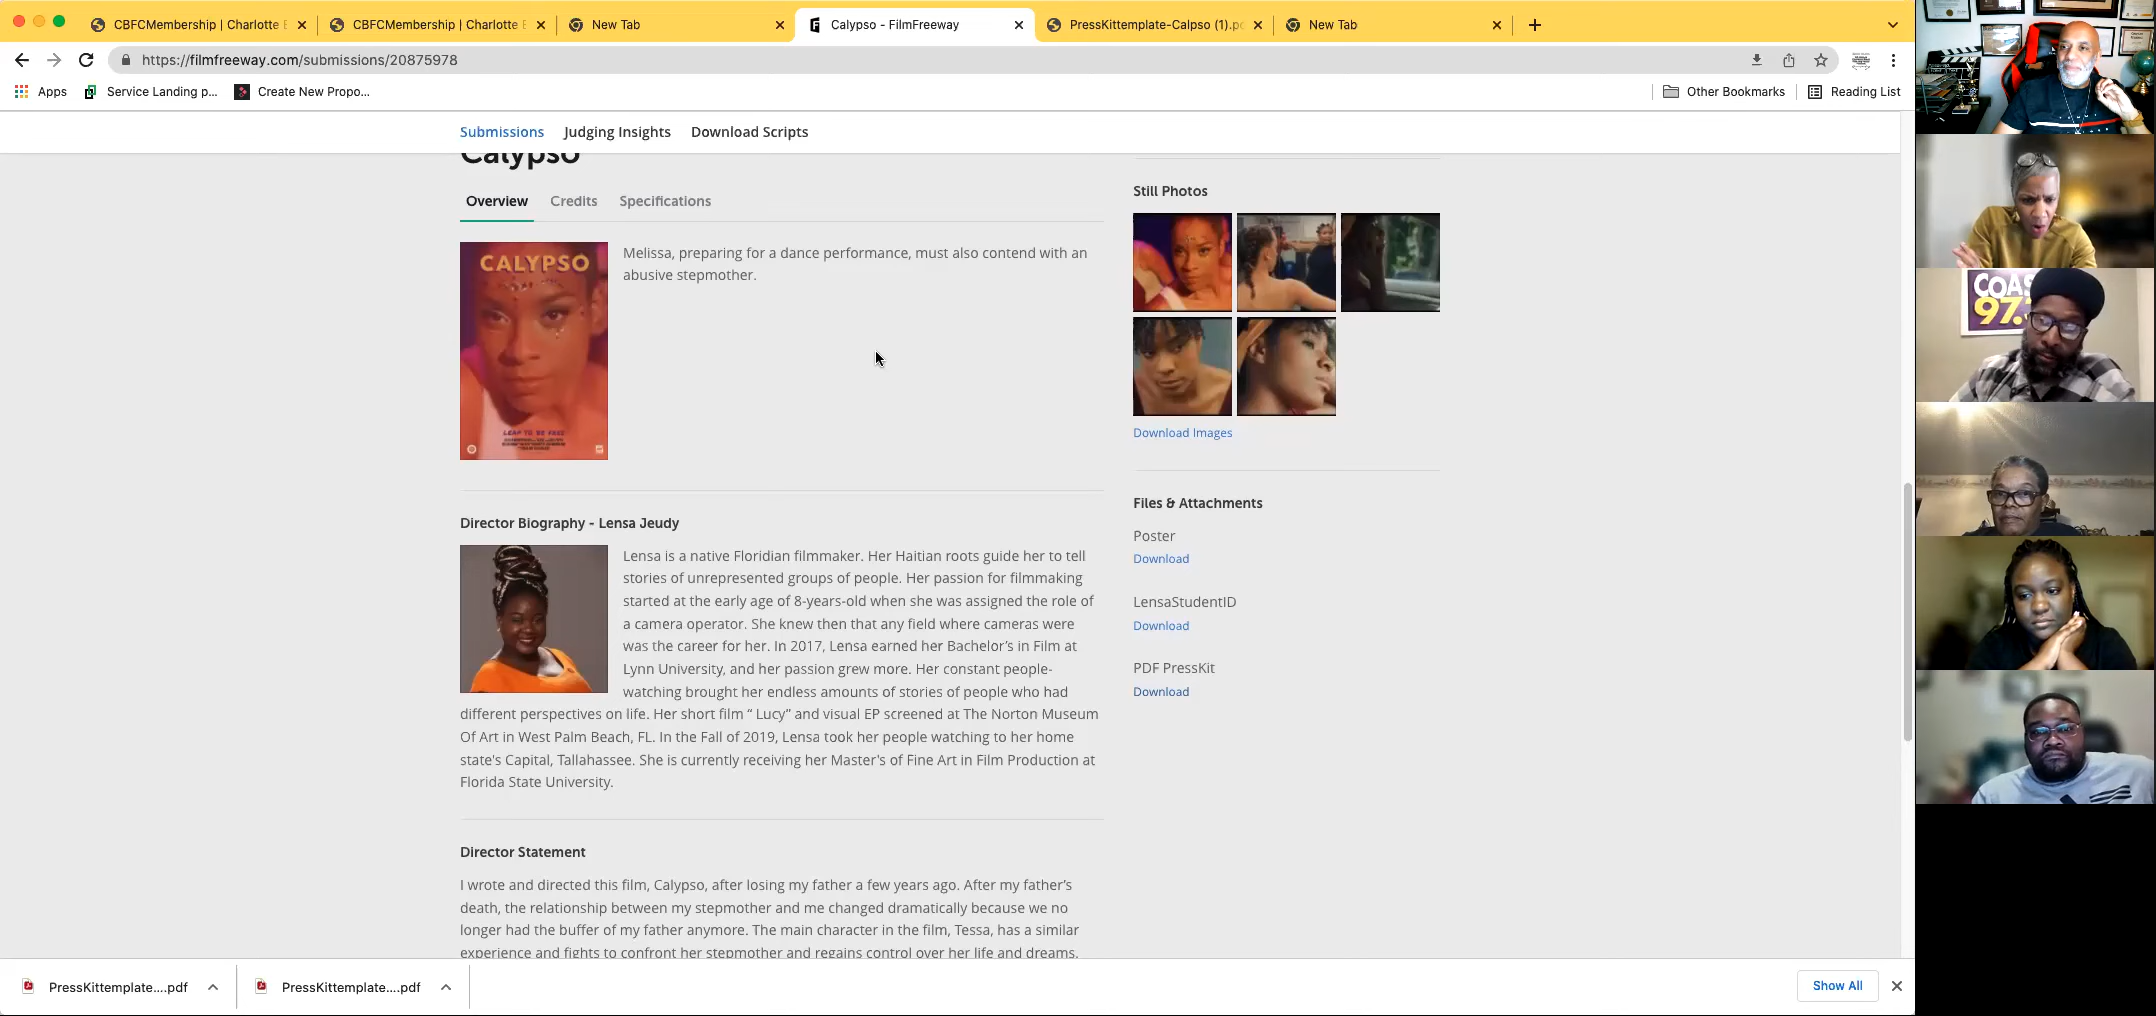 CBFCMembership | Charlotte
CBFCMembership | Charlotte
New Tab
Calypso - FilmFreeway
PressKittemplate-Calpso (1).pd
New Tab
https://filmfreeway.com/submissions/20875978
Apps
Service Landing p...
Create New Propo...
Other Bookmarks
Reading List
Submissions
Judging Insights
Download Scripts
Calypso
Overview
Credits
Specifications
CALYPSO
LEAP TO BE FREE
Melissa, preparing for a dance performance, must also contend with an
abusive stepmother.
Director Biography - Lensa Jeudy
Lensa is a native Floridian filmmaker. Her Haitian roots guide her to tell
stories of unrepresented groups of people. Her passion for filmmaking
started at the early age of 8-years-old when she was assigned the role of
a camera operator. She knew then that any field where cameras were
was the career for her. In 2017, Lensa earned her Bachelor's in Film at
Lynn University, and her passion grew more. Her constant people-
watching brought her endless amounts of stories of people who had
different perspectives on life. Her short film “ Lucy” and visual EP screened at The Norton Museum
Of Art in West Palm Beach, FL. In the Fall of 2019, Lensa took her people watching to her home
state's Capital, Tallahassee. She is currently receiving her Master's of Fine Art in Film Production at
Florida State University.
Director Statement
I wrote and directed this film, Calypso, after losing my father a few years ago. After my father's
death, the relationship between my stepmother and me changed dramatically because we no
longer had the buffer of my father anymore. The main character in the film, Tessa, has a similar
experience and fights to confront her stepmother and regains control over her life and dreams.
Still Photos
Download Images
Files & Attachments
Poster
Download
LensaStudentID
Download
PDF PressKit
Download
COAS
97.
PressKittemplate....pdf
PressKittemplate....pdf
Show All